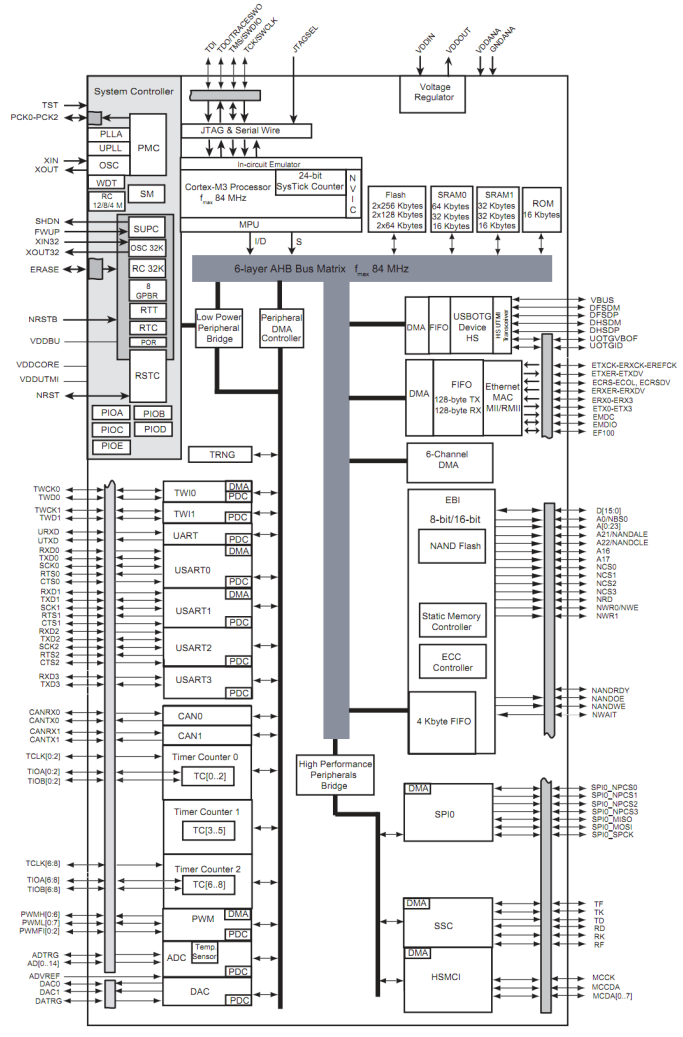 TDI
TDO/TRACESWO
TMS/SWDIO
TCK/SWCLK
JTAGSEL
VDDIN
VDDOUT
VDDANA
GNDANA
System Controller
Voltage
Regulator
TST
PCK0-PCK2
XIN
XOUT
SHDN
FWUP
XIN32
XOUT32
ERASE
NRSTB
VDDBU
VDDCORE
VDDUTMI
NRST
PLLA
UPLL
OSC
WDT
RC
12/8/4 M
PMC
SM
SUPC
OSC 32K
RC 32K
8
GPBR
RTT
RTC
POR
RSTC
PIOA
PIOB
PIOC
PIOD
PIOE
JTAG & Serial Wire
In-circuit Emulator
Cortex-M3 Processor
fmax 84 MHz
24-bit
SysTick Counter
N
V
I
C
MPU
I/D
S
Flash
2x256 Kbytes
2x128 Kbytes
2x64 Kbytes
SRAM0
64 Kbytes
32 Kbytes
16 Kbytes
SRAM1
32 Kbytes
32 Kbytes
16 Kbytes
ROM
16 Kbytes
6-layer AHB Bus Matrix fmax 84 MHz
Low Power
Peripheral
Bridge
Peripheral
DMA
Controller
DMA
FIFO
USBOTG
Device
HS
HS UTMI
Transceiver
VBUS
DFSDM
DFSDP
DHSDM
DHSDP
UOTGVBOF
UOTGID
DMA
FIFO
128-byte TX
128-byte RX
Ethernet
MAC
MII/RMII
ETXCK-ERXCK-EREFCK
ETXER-ETXDV
ECRS-ECOL, ECRSDV
ERXER-ERXDV
ERX0-ERX3
ETX0-ETX3
EMDC
EMDIO
EF100
TRNG
6-Channel
DMA
TWCK0
TWD0
TWCK1
TWD1
URXD
UTXD
RXD0
TXD0
SCK0
RTS0
CTS0
RXD1
TXD1
SCK1
RTS1
CTS1
RXD2
TXD2
SCK2
RTS2
CTS2
RXD3
TXD3
CANRX0
CANTX0
CANRX1
CANTX1
TCLK[0:2]
TIOA[0:2]
TIOB[0:2]
TCLK[6:8]
TIOA[6:8]
TIOB[6:8]
PWMH[0:6]
PWML[0:7]
PWMFI[0:2]
ADTRG
AD[0..14]
ADVREF
DAC0
DAC1
DATRG
TWI0
DMA
PDC
TWI1
PDC
UART
PDC
DMA
USART0
PDC
DMA
USART1
PDC
USART2
PDC
USART3
PDC
CAN0
CAN1
Timer Counter 0
TC[0..2]
Timer Counter 1
TC[3..5]
Timer Counter 2
TC[6..8]
PWM
DMA
PDC
ADC
Temp.
Sensor
PDC
DAC
PDC
EBI
8-bit/16-bit
NAND Flash
Static Memory
Controller
ECC
Controller
4 Kbyte FIFO
D[15:0]
A0/NBS0
A[0:23]
A21/NANDALE
A22/NANDCLE
A16
A17
NCS0
NCS1
NCS2
NCS3
NRD
NWR0/NWE
NWR1
NANDRDY
NANDOE
NANDWE
NWAIT
High Performance
Peripherals
Bridge
DMA
SPI0
SPI0_NPCS0
SPI0_NPCS1
SPI0_NPCS2
SPI0_NPCS3
SPI0_MISO
SPI0_MOSI
SPI0_SPCK
DMA
SSC
TF
TK
TD
RD
RK
RF
DMA
HSMCI
MCCK
MCCDA
MCDA[0..7]